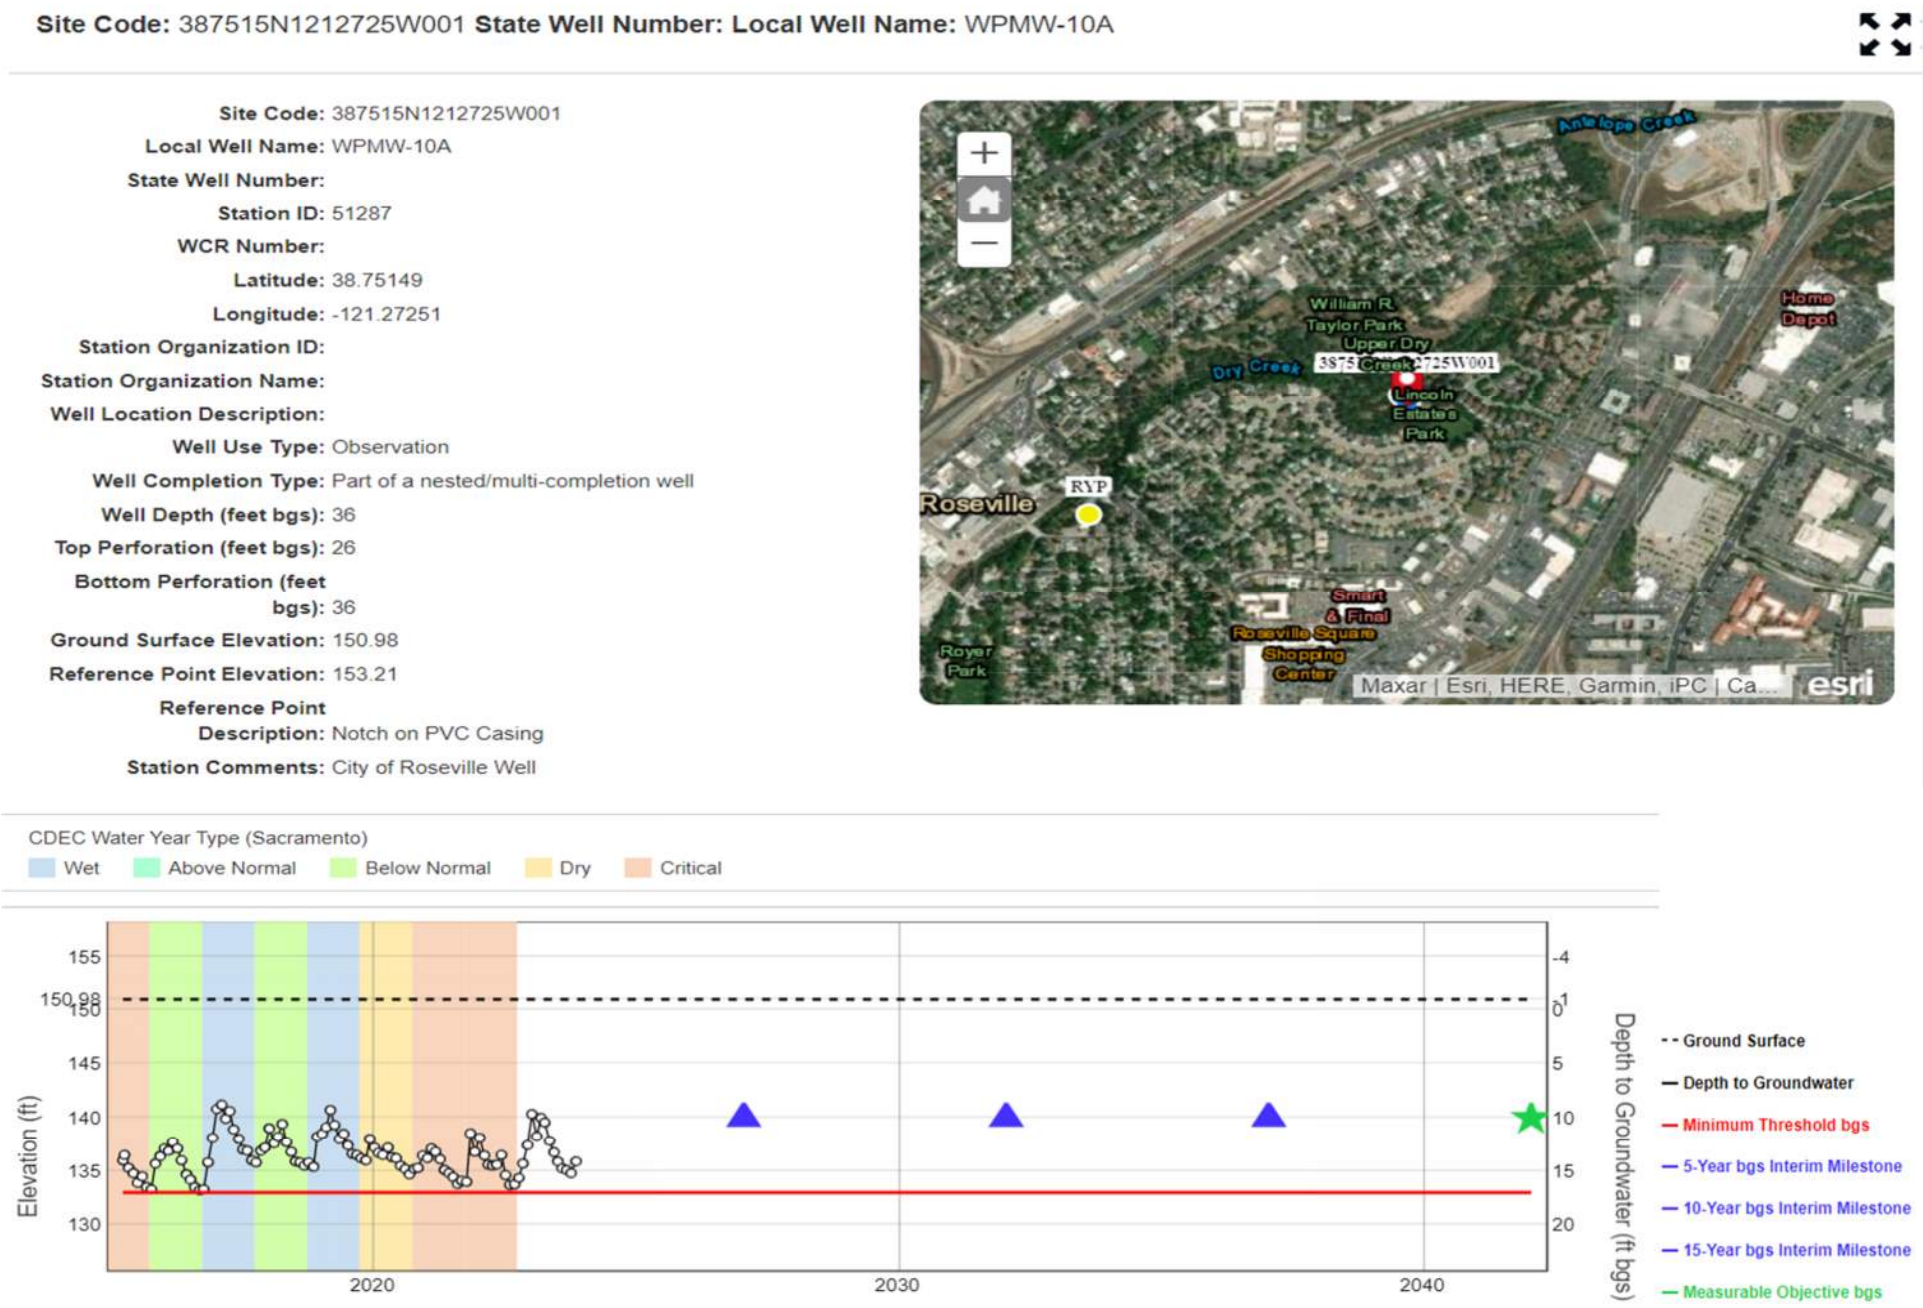 Site Code: 387515N1212725W001 State Well Number: Local Well Name: WPMW-10A
Site Code: 387515N1212725W001
Local Well Name: WPMW-10A
State Well Number:
Station ID: 51287
WCR Number:
Latitude: 38.75149
Longitude: -121.27251
Station Organization ID:
Station Organization Name:
Well Location Description:
Well Use Type: Observation
Well Completion Type: Part of a nested/multi-completion well
Well Depth (feet bgs): 36
Top Perforation (feet bgs): 26
Bottom Perforation (feet
bgs): 36
Ground Surface Elevation: 150.98
Reference Point Elevation: 153.21
Reference Point
Description: Notch on PVC Casing
Station Comments: City of Roseville Well
+
−
Antelope Creek
Home
Depot
William R.
Taylor Park
Upper Dry
Creek
Dry Creek
Lincoln
Estates
Park
RYP
Roseville
Smart
& Final
Roseville Square
Shopping
Center
Royer
Park
Maxar | Esri, HERE, Garmin, iPC | Ca...
esri
CDEC Water Year Type (Sacramento)
Wet Above Normal Below Normal Dry Critical
Elevation (ft)
155
150.98
150
145
140
135
130
2020 2030 2040
-4
-1
0
5
10
15
20
Depth to Groundwater (ft bgs)
Ground Surface
Depth to Groundwater
Minimum Threshold bgs
5-Year bgs Interim Milestone
10-Year bgs Interim Milestone
15-Year bgs Interim Milestone
Measurable Objective bgs